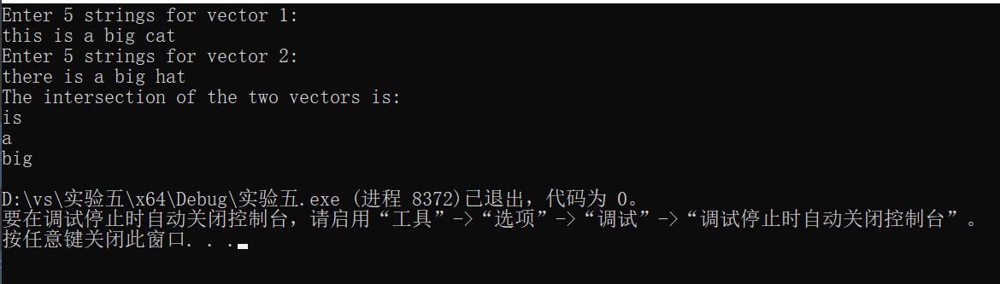 Enter 5 strings for vector 1:
this is a big cat
Enter 5 strings for vector 2:
there is a big hat
The intersection of the two vectors is:
is
a
big
D:\vs\实验五\x64\Debug\实验五.exe (进程 8372)已退出，代码为 0。
要在调试停止时自动关闭控制台，请启用“工具”->“选项”->“调试”->“调试停止时自动关闭控制台”。
按任意键关闭此窗口. . .